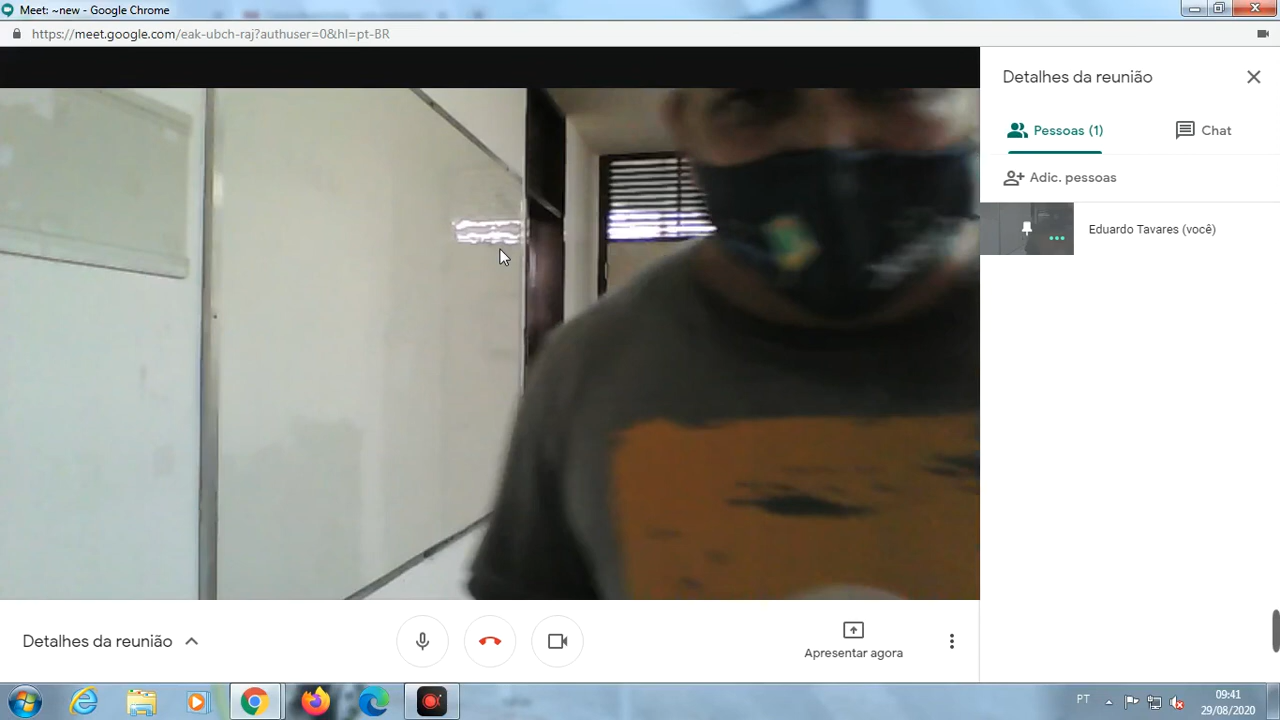 Meet: ~new - Google Chrome
https://meet.google.com/eak-ubch-raj?authuser=0&hl=pt-BR
Detalhes da reunião
Pessoas (1)
Chat
Adic. pessoas
Eduardo Tavares (você)
Detalhes da reunião
Apresentar agora
PT
09:41
29/08/2020